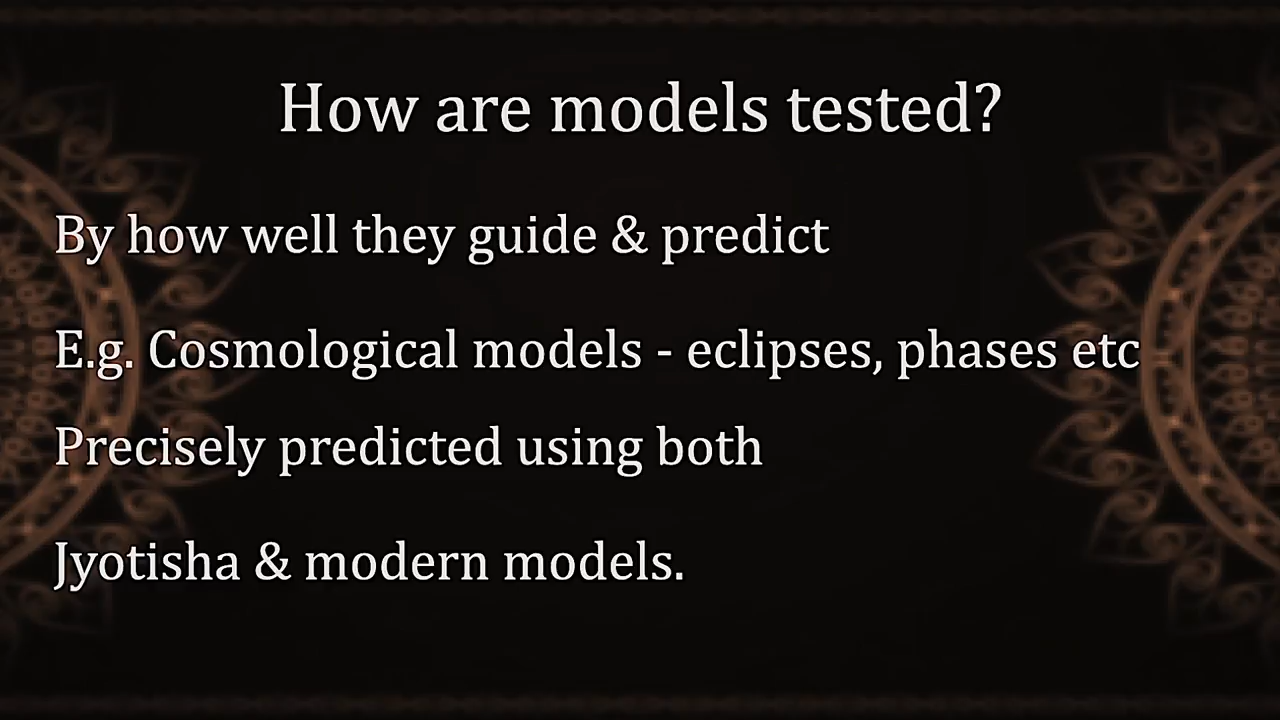 How are models tested?
By how well they guide & predict
E.g. Cosmological models - eclipses, phases etc
Precisely predicted using both
Jyotisha & modern models.